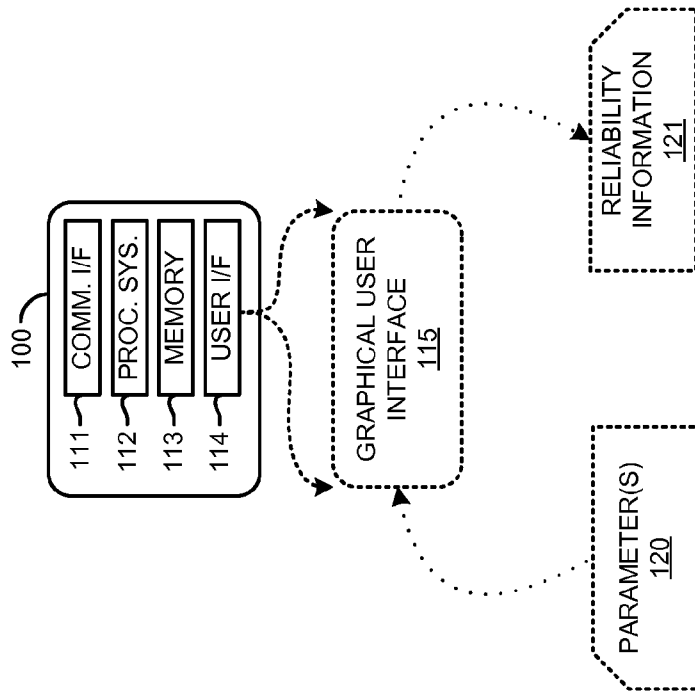 100
111
COMM. I/F
112
PROC. SYS.
113
MEMORY
114
USER I/F
GRAPHICAL USER
INTERFACE
115
PARAMETER(S)
120
RELIABILITY
INFORMATION
121